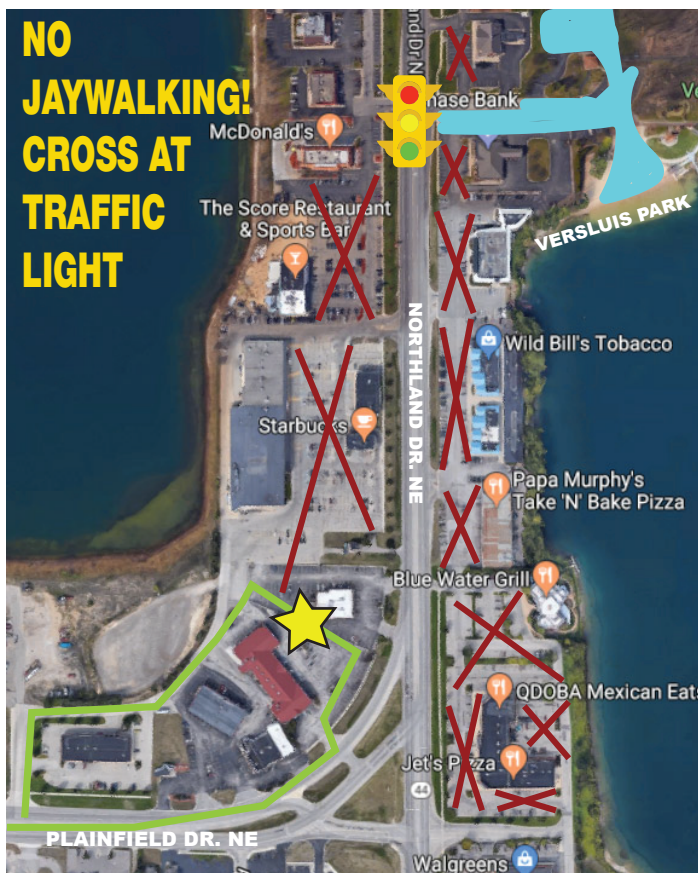 NO
JAYWALKING!
CROSS AT
TRAFFIC
LIGHT
Chase Bank
McDonald's
The Score Restaurant
& Sports Bar
VERSLUIS PARK
NORTHLAND DR. NE
Wild Bill's Tobacco
Starbucks
Papa Murphy's
Take 'N' Bake Pizza
Blue Water Grill
QDOBA Mexican Eats
Jet's Pizza
44
PLAINFIELD DR. NE
Walgreens